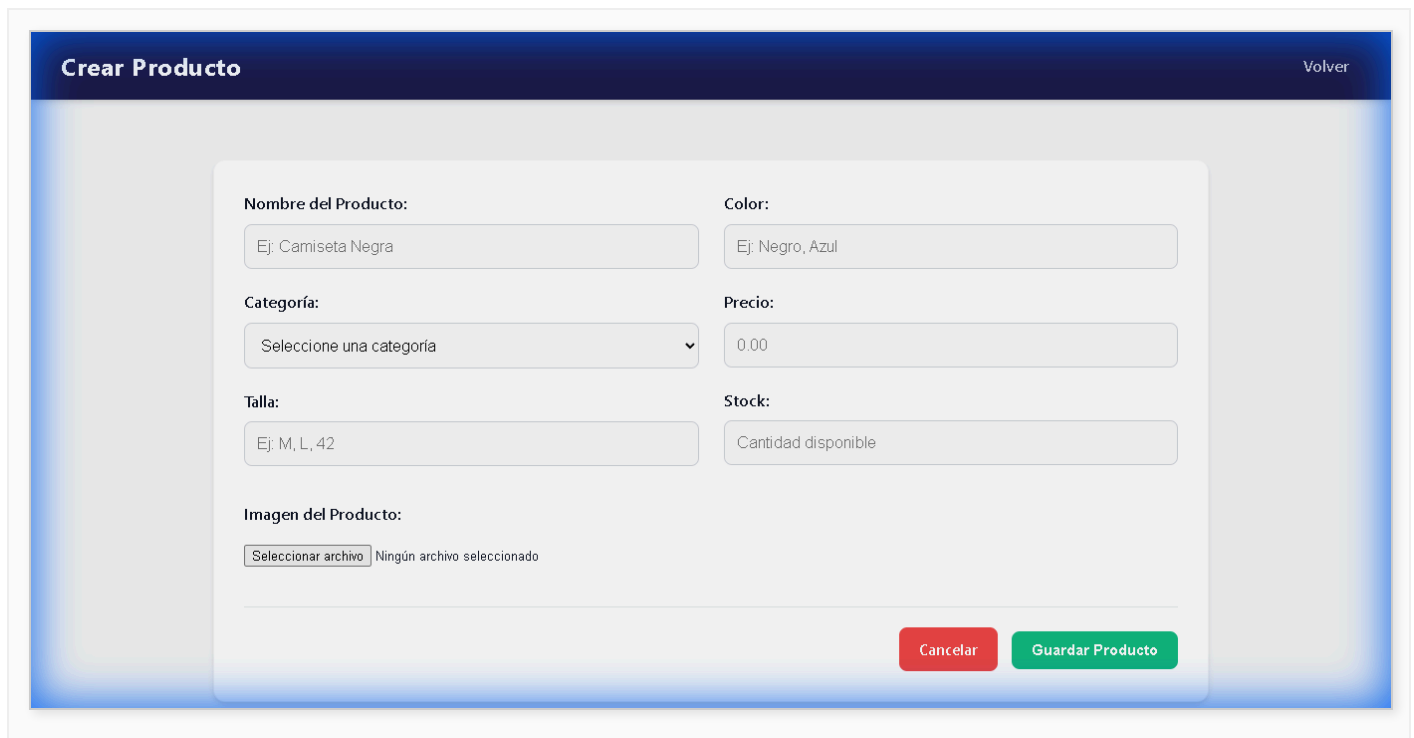 Crear Producto
Volver
Nombre del Producto:
Color:
Ej: Camiseta Negra
Ej: Negro, Azul
Categoría:
Precio:
Seleccione una categoría
0.00
Talla:
Stock:
Ej: M, L, 42
Cantidad disponible
Imagen del Producto:
Seleccionar archivo Ningún archivo seleccionado
Cancelar
Guardar Producto